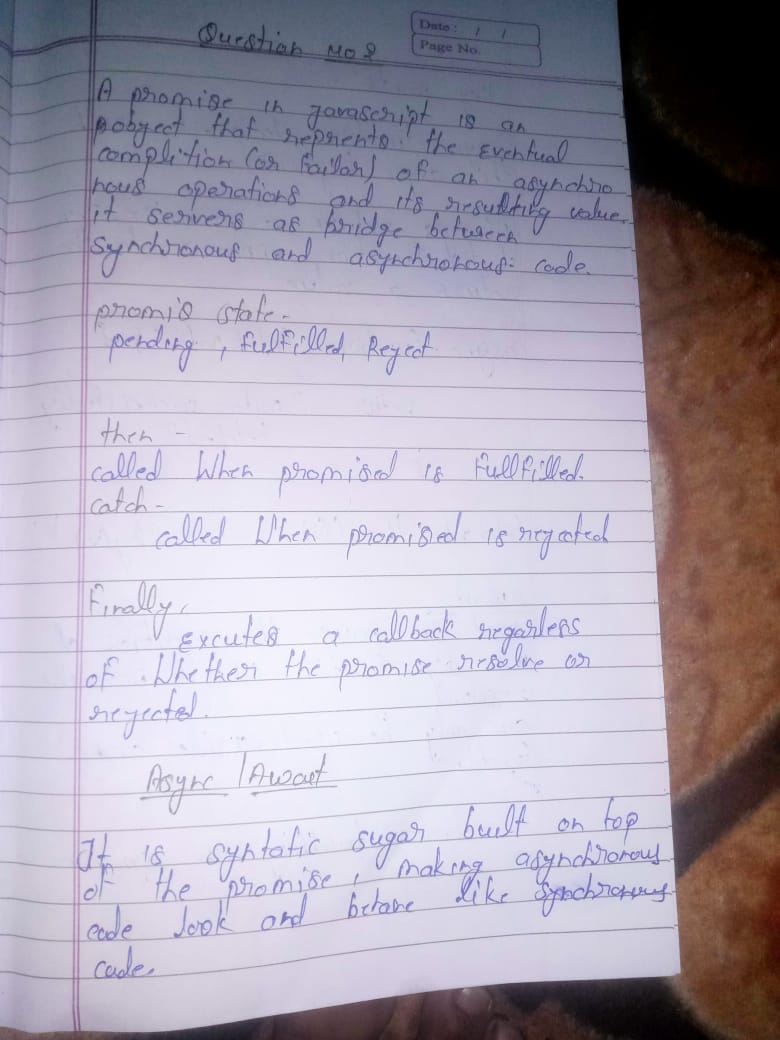 Question no 2
Date : / /
Page No.
A promise in javascript is an
object that reprents the eventual
complition (or failor) of an asynchro
nous operations and its resulting value.
it servers as bridge between
synchronous and asynchronous code.
promis state-
pending, fulfilled, Reject
then -
called When promised is fullfilled.
catch -
called When promised is rejected
Finally,
Excutes a callback regarless
of Whether the promise resolve or
rejected.
Async / Await
It is syntatic sugar built on top
of the promise, making asynchronous
code look and behave like synchronous
code.